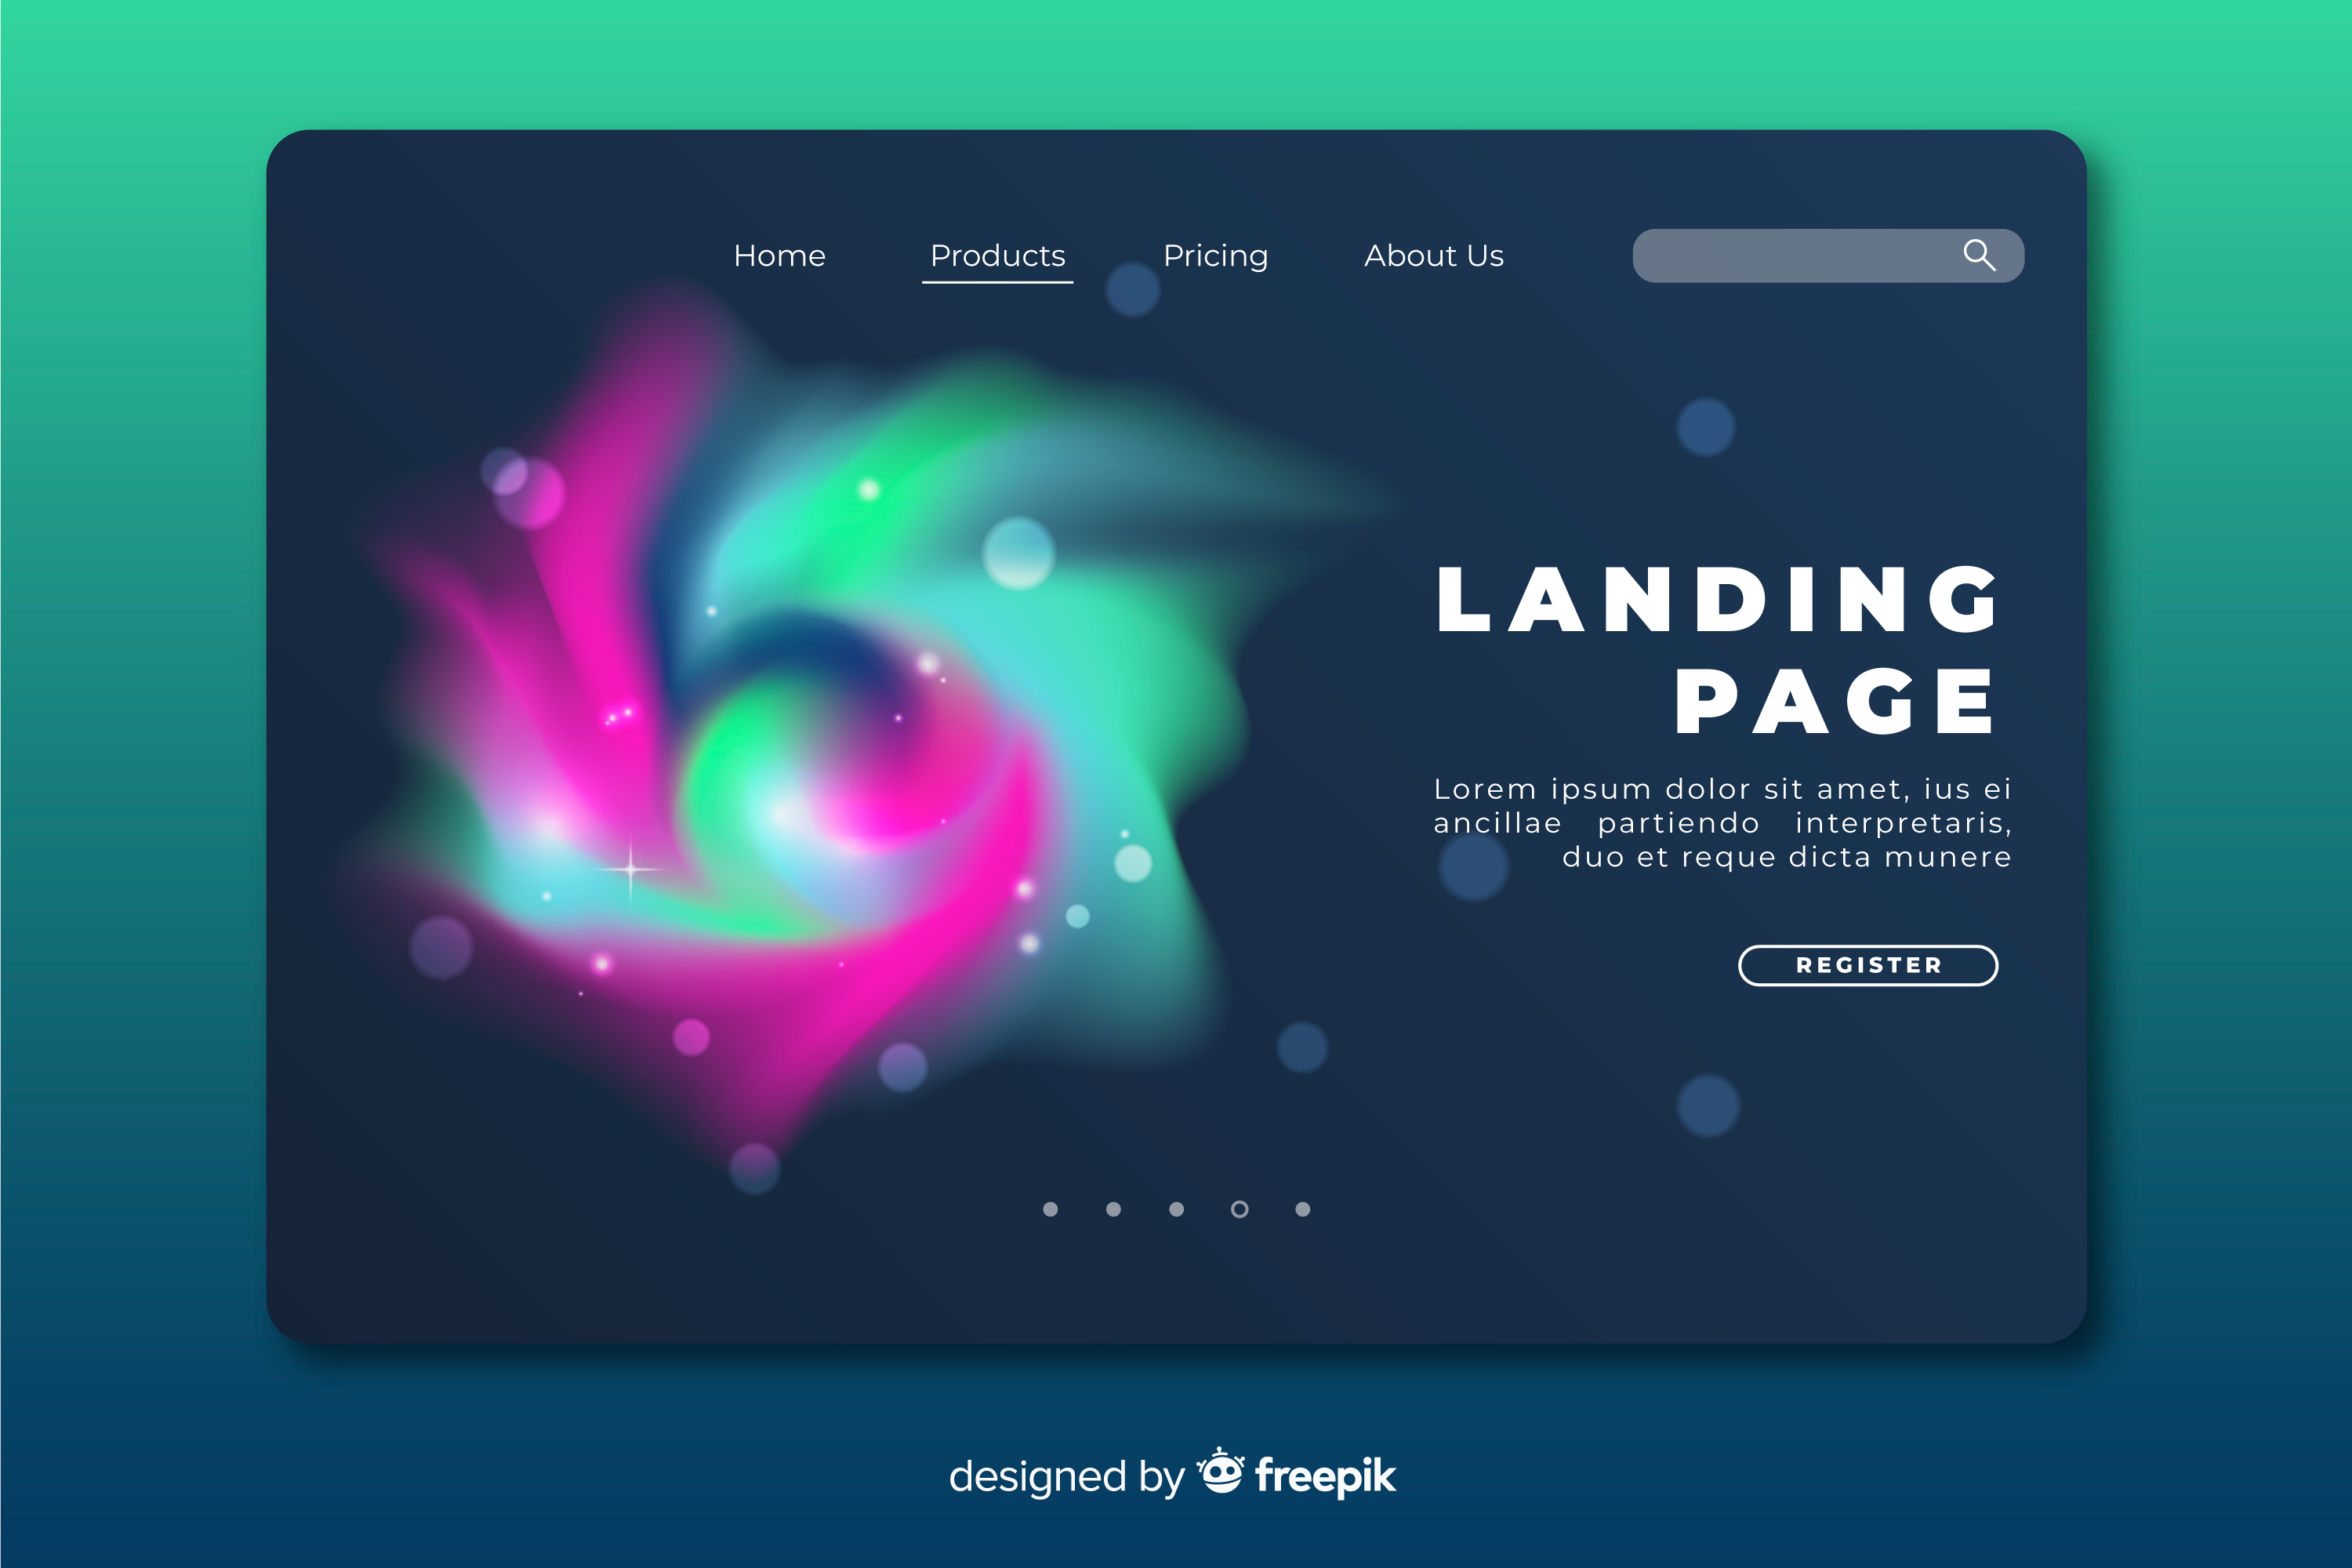 Home Products Pricing About Us
LANDING
PAGE
Lorem ipsum dolor sit amet, ius ei
ancillae partiendo interpretaris,
duo et reque dicta munere
REGISTER
designed by freepik